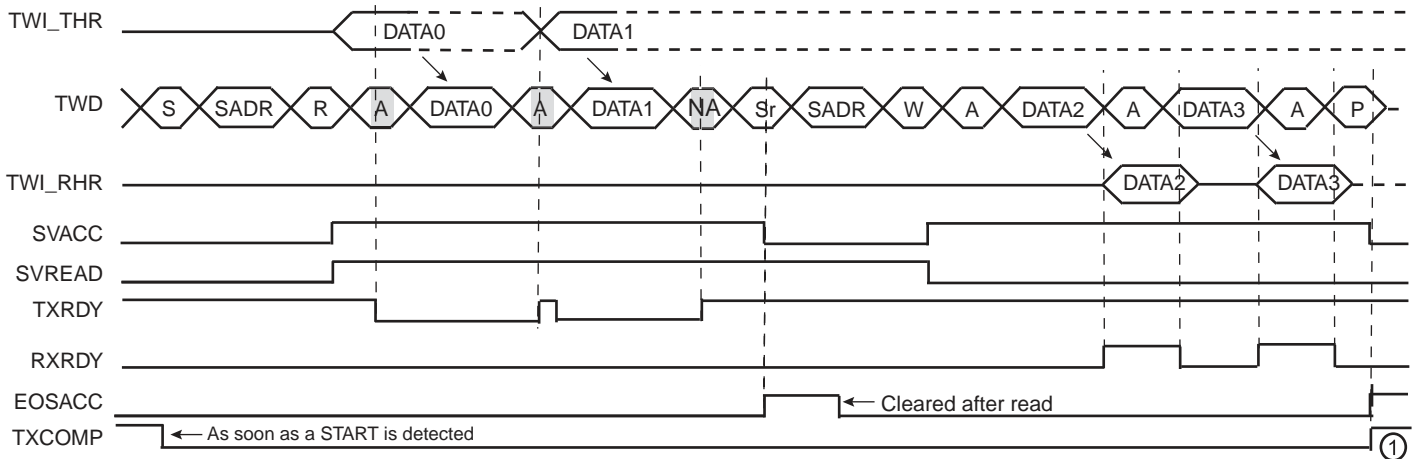 TWI_THR DATA0 DATA1
TWD S SADR R A DATA0 A DATA1 NA Sr SADR W A DATA2 A DATA3 A P
TWI_RHR DATA2 DATA3
SVACC
SVREAD
TXRDY
RXRDY
EOSACC Cleared after read
TXCOMP As soon as a START is detected 1